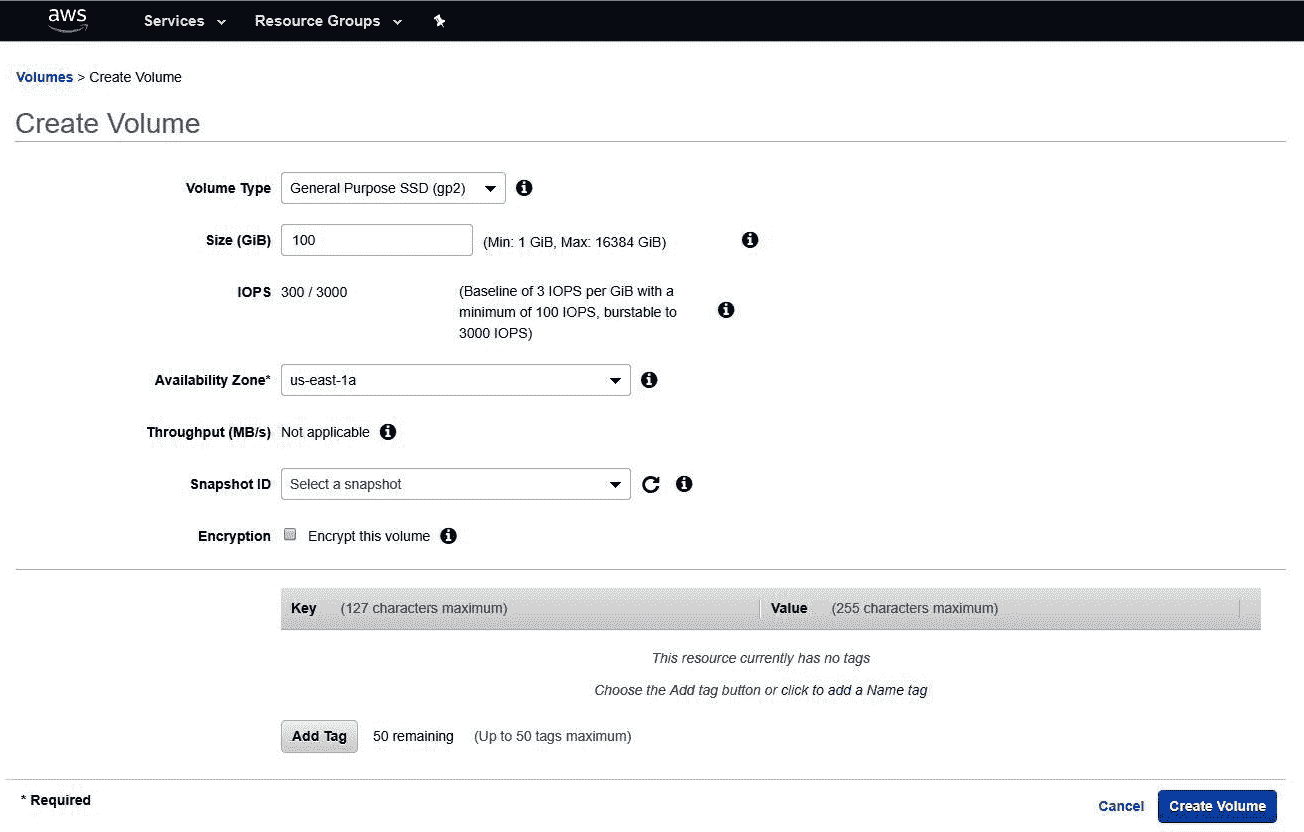 aws Services Resource Groups
Volumes > Create Volume
Create Volume
Volume Type General Purpose SSD (gp2)
Size (GiB) 100 (Min: 1 GiB, Max: 16384 GiB)
IOPS 300 / 3000 (Baseline of 3 IOPS per GiB with a
minimum of 100 IOPS, burstable to
3000 IOPS)
Availability Zone* us-east-1a
Throughput (MB/s) Not applicable
Snapshot ID Select a snapshot
Encryption Encrypt this volume
Key (127 characters maximum) Value (255 characters maximum)
This resource currently has no tags
Choose the Add tag button or click to add a Name tag
Add Tag 50 remaining (Up to 50 tags maximum)
* Required
Cancel Create Volume